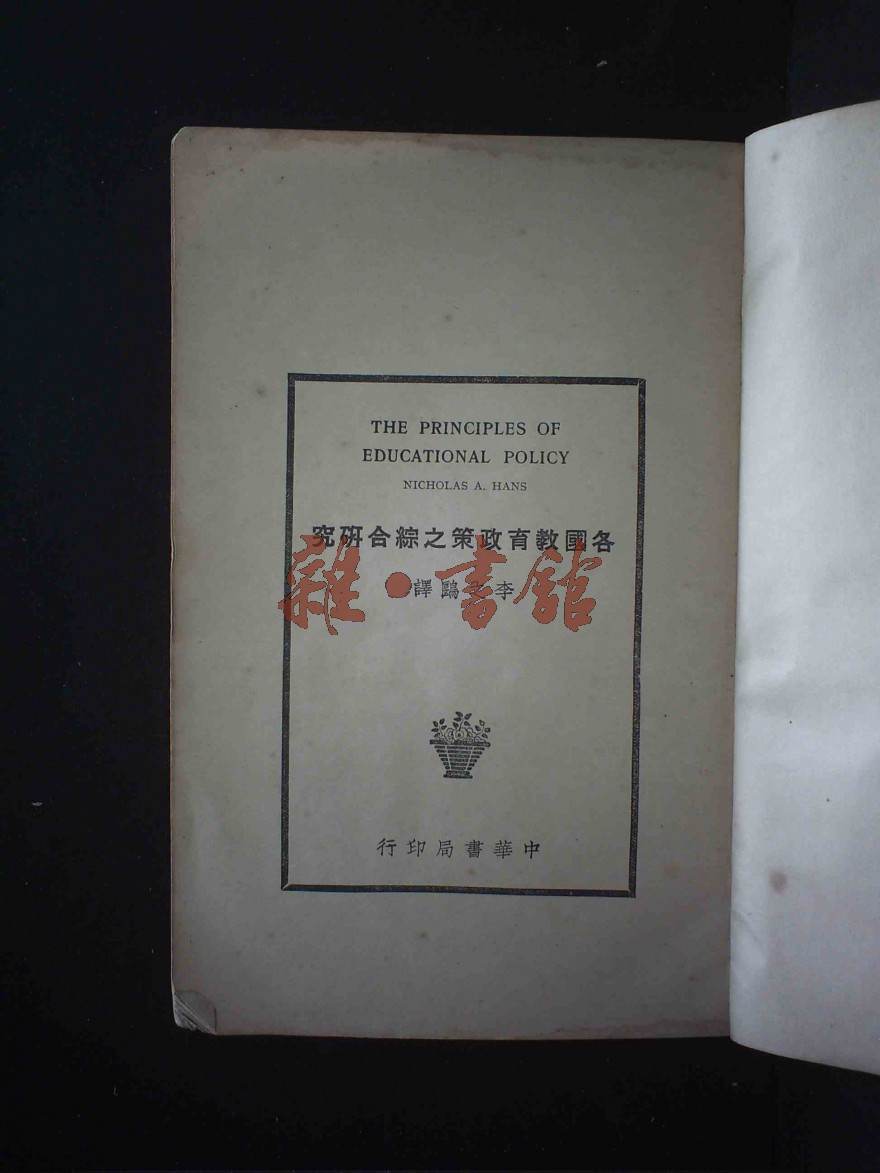 THE PRINCIPLES OF
EDUCATIONAL POLICY
NICHOLAS A. HANS
各國教育政策之綜合研究
李之鷗譯
雜·書館
中華書局印行